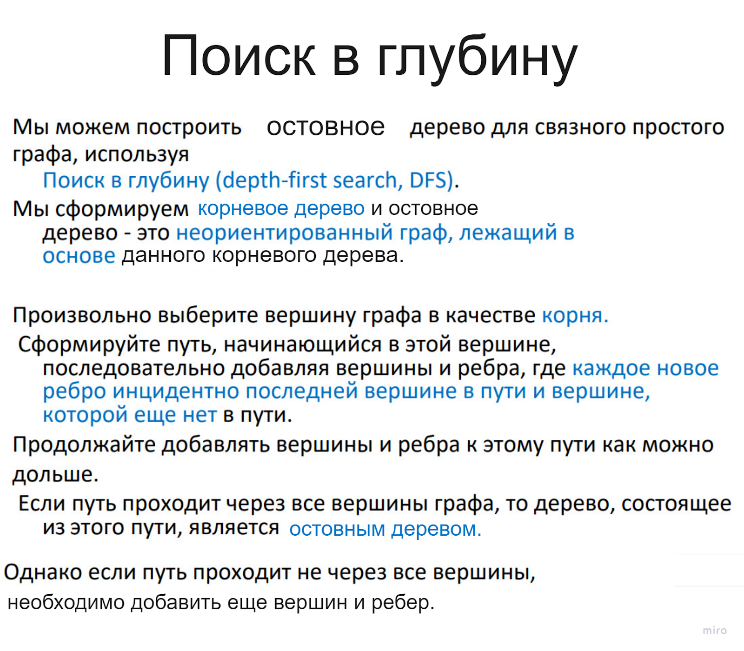 Поиск в глубину
Мы можем построить остовное дерево для связного простого
графа, используя
Поиск в глубину (depth-first search, DFS).
Мы сформируем корневое дерево и остовное
дерево - это неориентированный граф, лежащий в
основе данного корневого дерева.
Произвольно выберите вершину графа в качестве корня.
Сформируйте путь, начинающийся в этой вершине,
последовательно добавляя вершины и ребра, где каждое новое
ребро инцидентно последней вершине в пути и вершине,
которой еще нет в пути.
Продолжайте добавлять вершины и ребра к этому пути как можно
дольше.
Если путь проходит через все вершины графа, то дерево, состоящее
из этого пути, является остовным деревом.
Однако если путь проходит не через все вершины,
необходимо добавить еще вершин и ребер.
miro